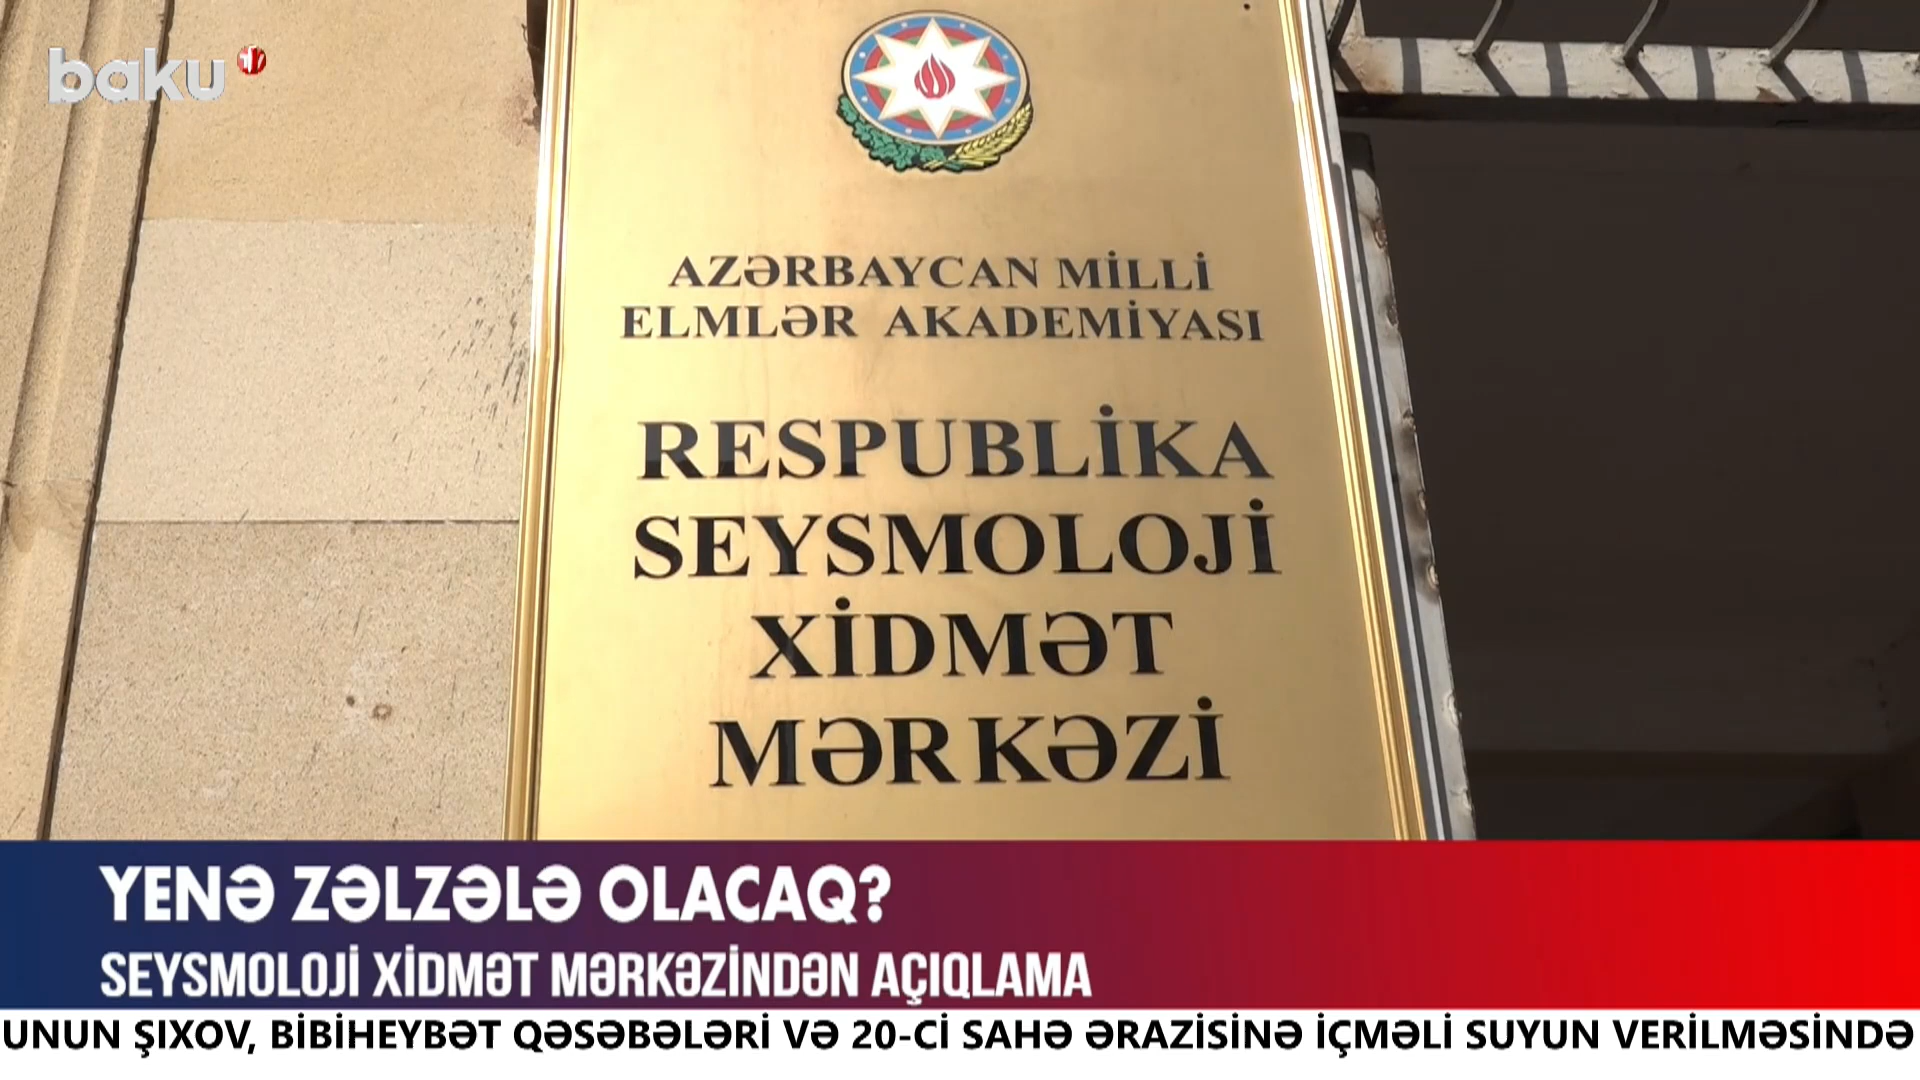 baku tv
AZƏRBAYCAN MİLLİ
ELMLƏR AKADEMİYASI
RESPUBLİKA
SEYSMOLOJİ
XİDMƏT
MƏRKƏZİ
YENƏ ZƏLZƏLƏ OLACAQ?
SEYSMOLOJİ XİDMƏT MƏRKƏZİNDƏN AÇIQLAMA
UNUN ŞIXOV, BİBİHEYBƏT QƏSƏBƏLƏRİ VƏ 20-Cİ SAHƏ ƏRAZİSİNƏ İÇMƏLİ SUYUN VERİLMƏSİNDƏ